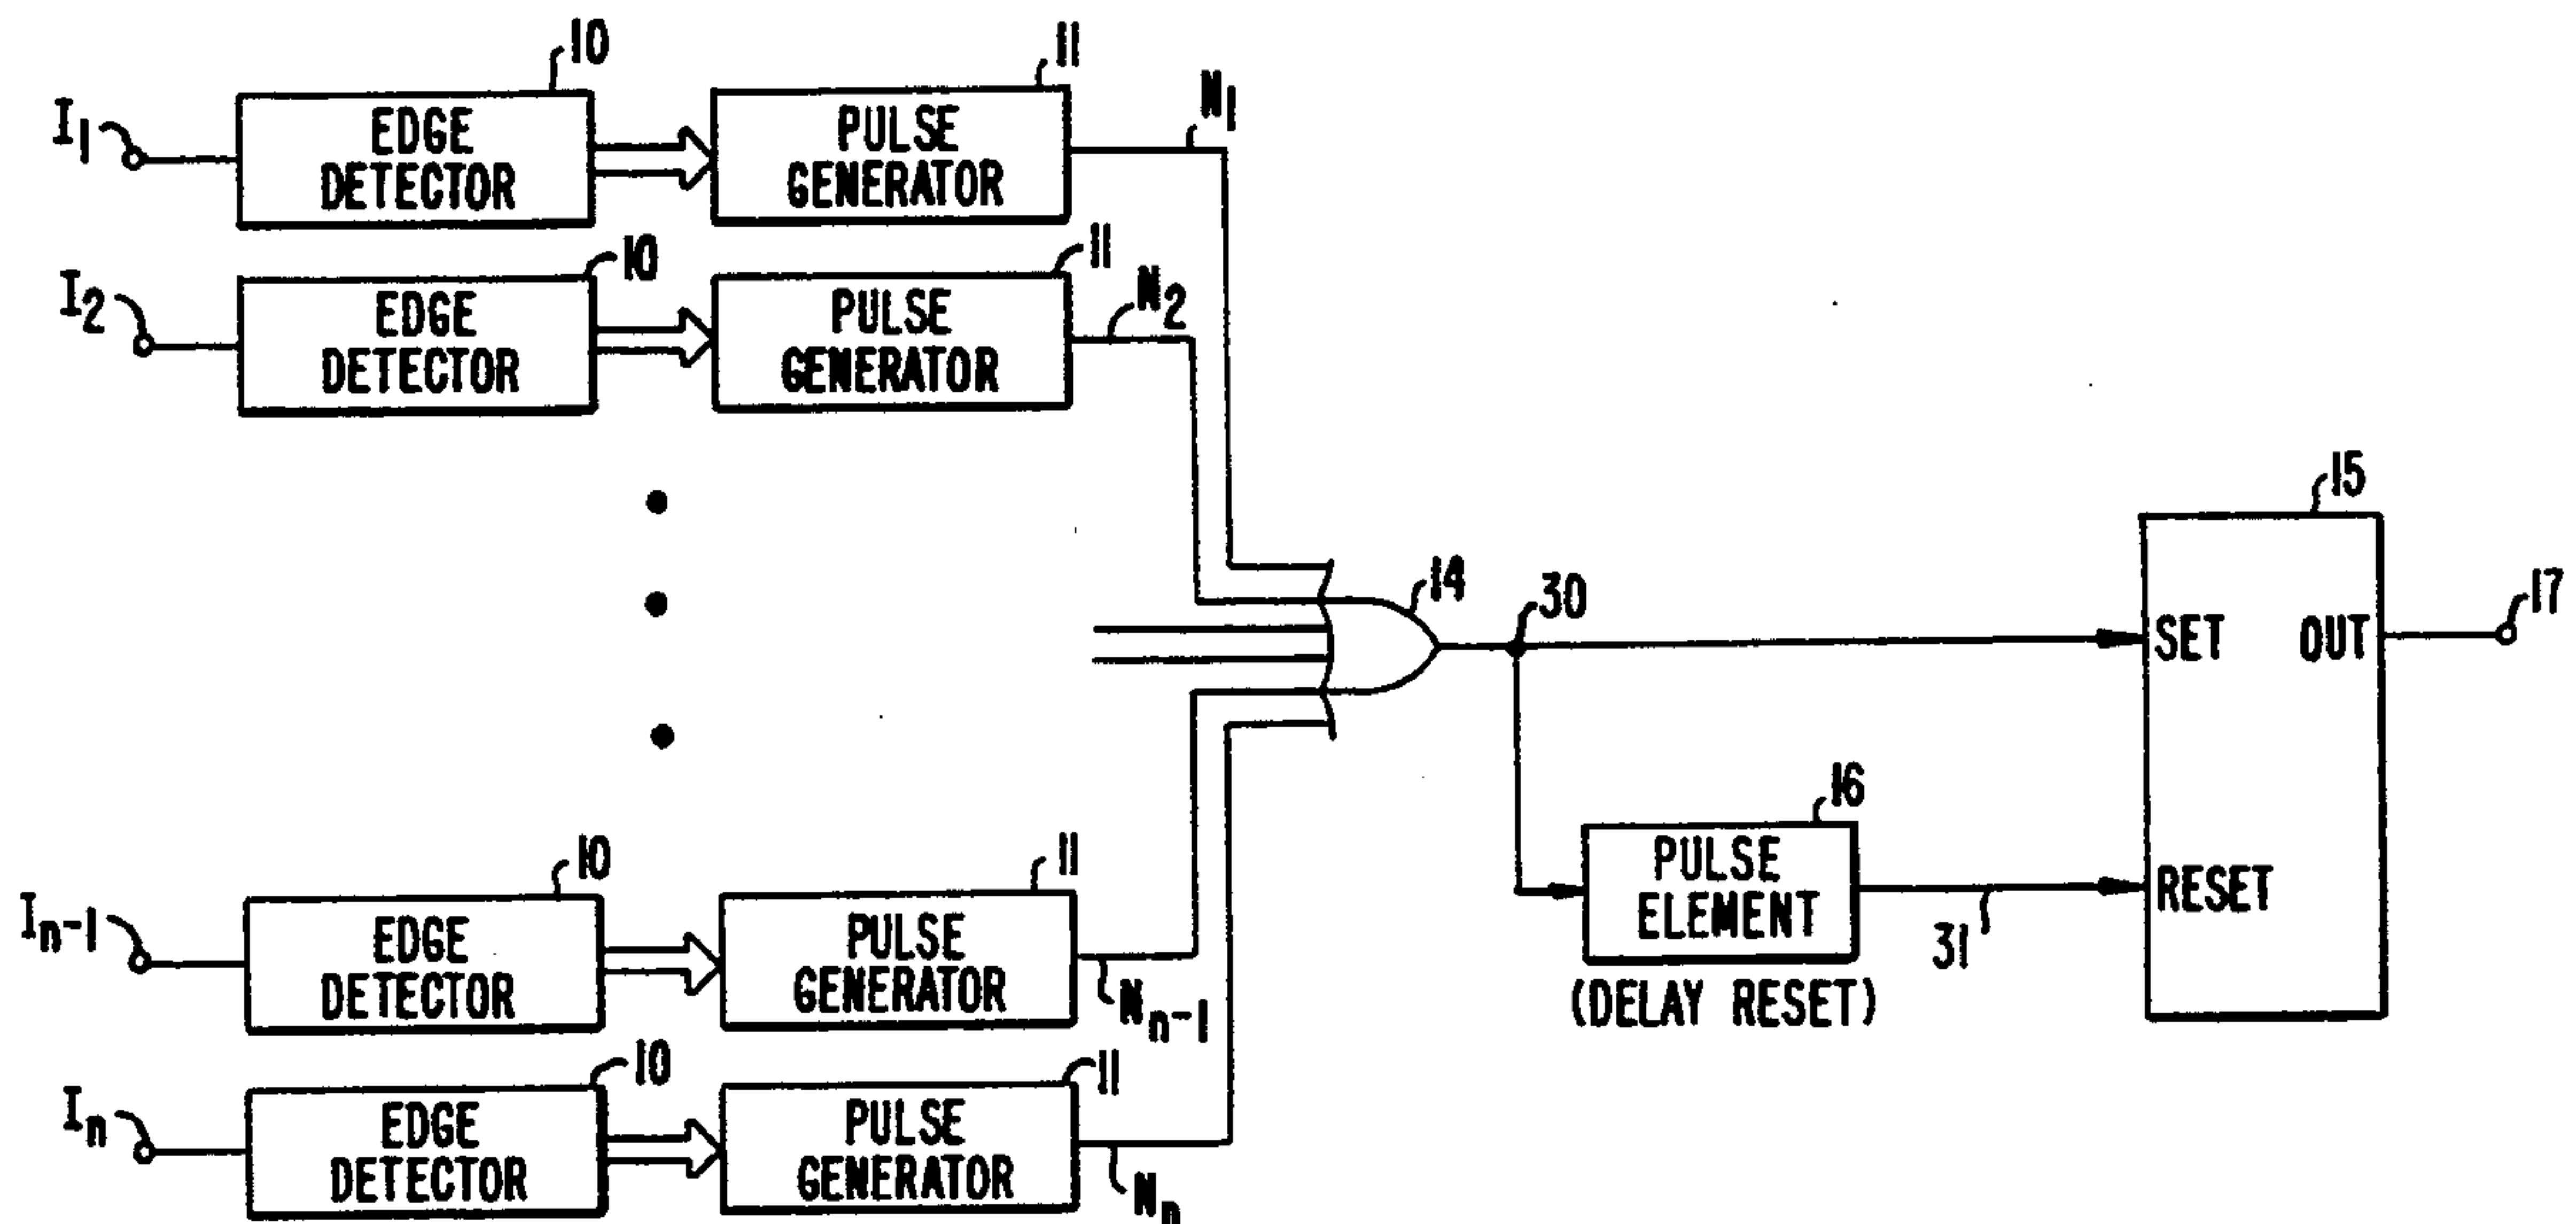 10
11
I1
EDGE
DETECTOR
PULSE
GENERATOR
N1
10
11
I2
EDGE
DETECTOR
PULSE
GENERATOR
N2
14
30
15
SET
OUT
17
16
PULSE
ELEMENT
(DELAY RESET)
31
RESET
10
11
In-1
EDGE
DETECTOR
PULSE
GENERATOR
Nn-1
10
11
In
EDGE
DETECTOR
PULSE
GENERATOR
Nn